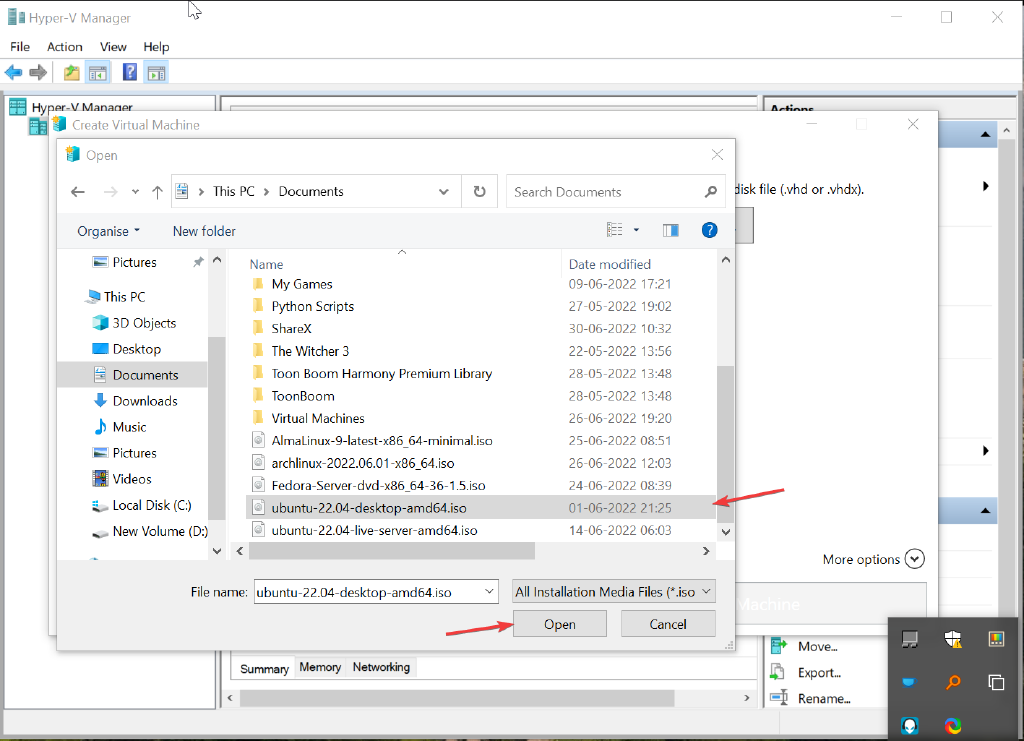 Hyper-V Manager
File Action View Help
Hyper-V Manager
Actions
Create Virtual Machine
Open
This PC > Documents
Search Documents
disk file (.vhd or .vhdx).
Organise New folder
Pictures
This PC
3D Objects
Desktop
Documents
Downloads
Music
Pictures
Videos
Local Disk (C:)
New Volume (D:)
Name Date modified
My Games 09-06-2022 17:21
Python Scripts 27-05-2022 19:02
ShareX 30-06-2022 10:32
The Witcher 3 22-05-2022 13:56
Toon Boom Harmony Premium Library 28-05-2022 13:48
ToonBoom 28-05-2022 13:48
Virtual Machines 26-06-2022 19:20
AlmaLinux-9-latest-x86_64-minimal.iso 25-06-2022 08:51
archlinux-2022.06.01-x86_64.iso 26-06-2022 12:03
Fedora-Server-dvd-x86_64-36-1.5.iso 24-06-2022 08:39
ubuntu-22.04-desktop-amd64.iso 01-06-2022 21:25
ubuntu-22.04-live-server-amd64.iso 14-06-2022 06:03
More options
File name: ubuntu-22.04-desktop-amd64.iso All Installation Media Files (*.iso
Machine
Open Cancel
Move...
Summary Memory Networking
Export...
Rename...